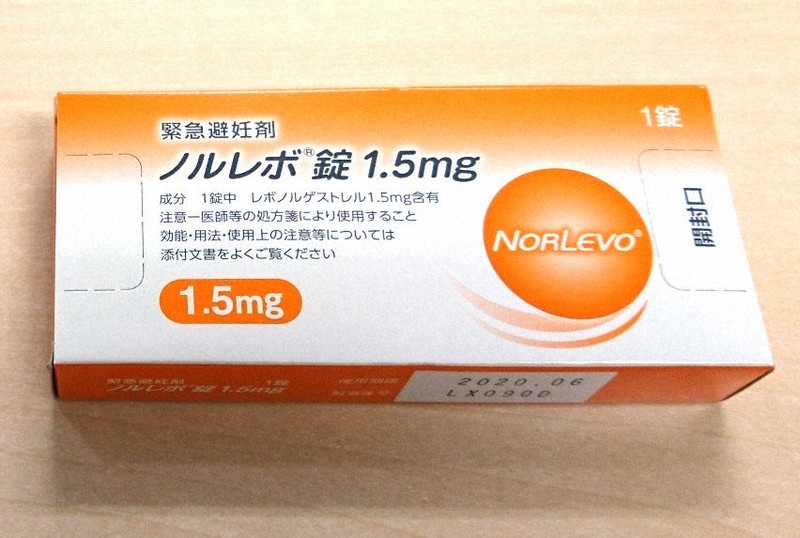 緊急避妊剤
ノルレボ®錠 1.5mg
1錠
成分 1錠中 レボノルゲストレル1.5mg含有
注意ー医師等の処方箋により使用すること
効能・用法・使用上の注意等については
添付文書をよくご覧ください
1.5mg
NORLEVO®
開封口
緊急避妊剤
ノルレボ®錠 1.5mg
1錠
使用期限 2020.06
LX090D